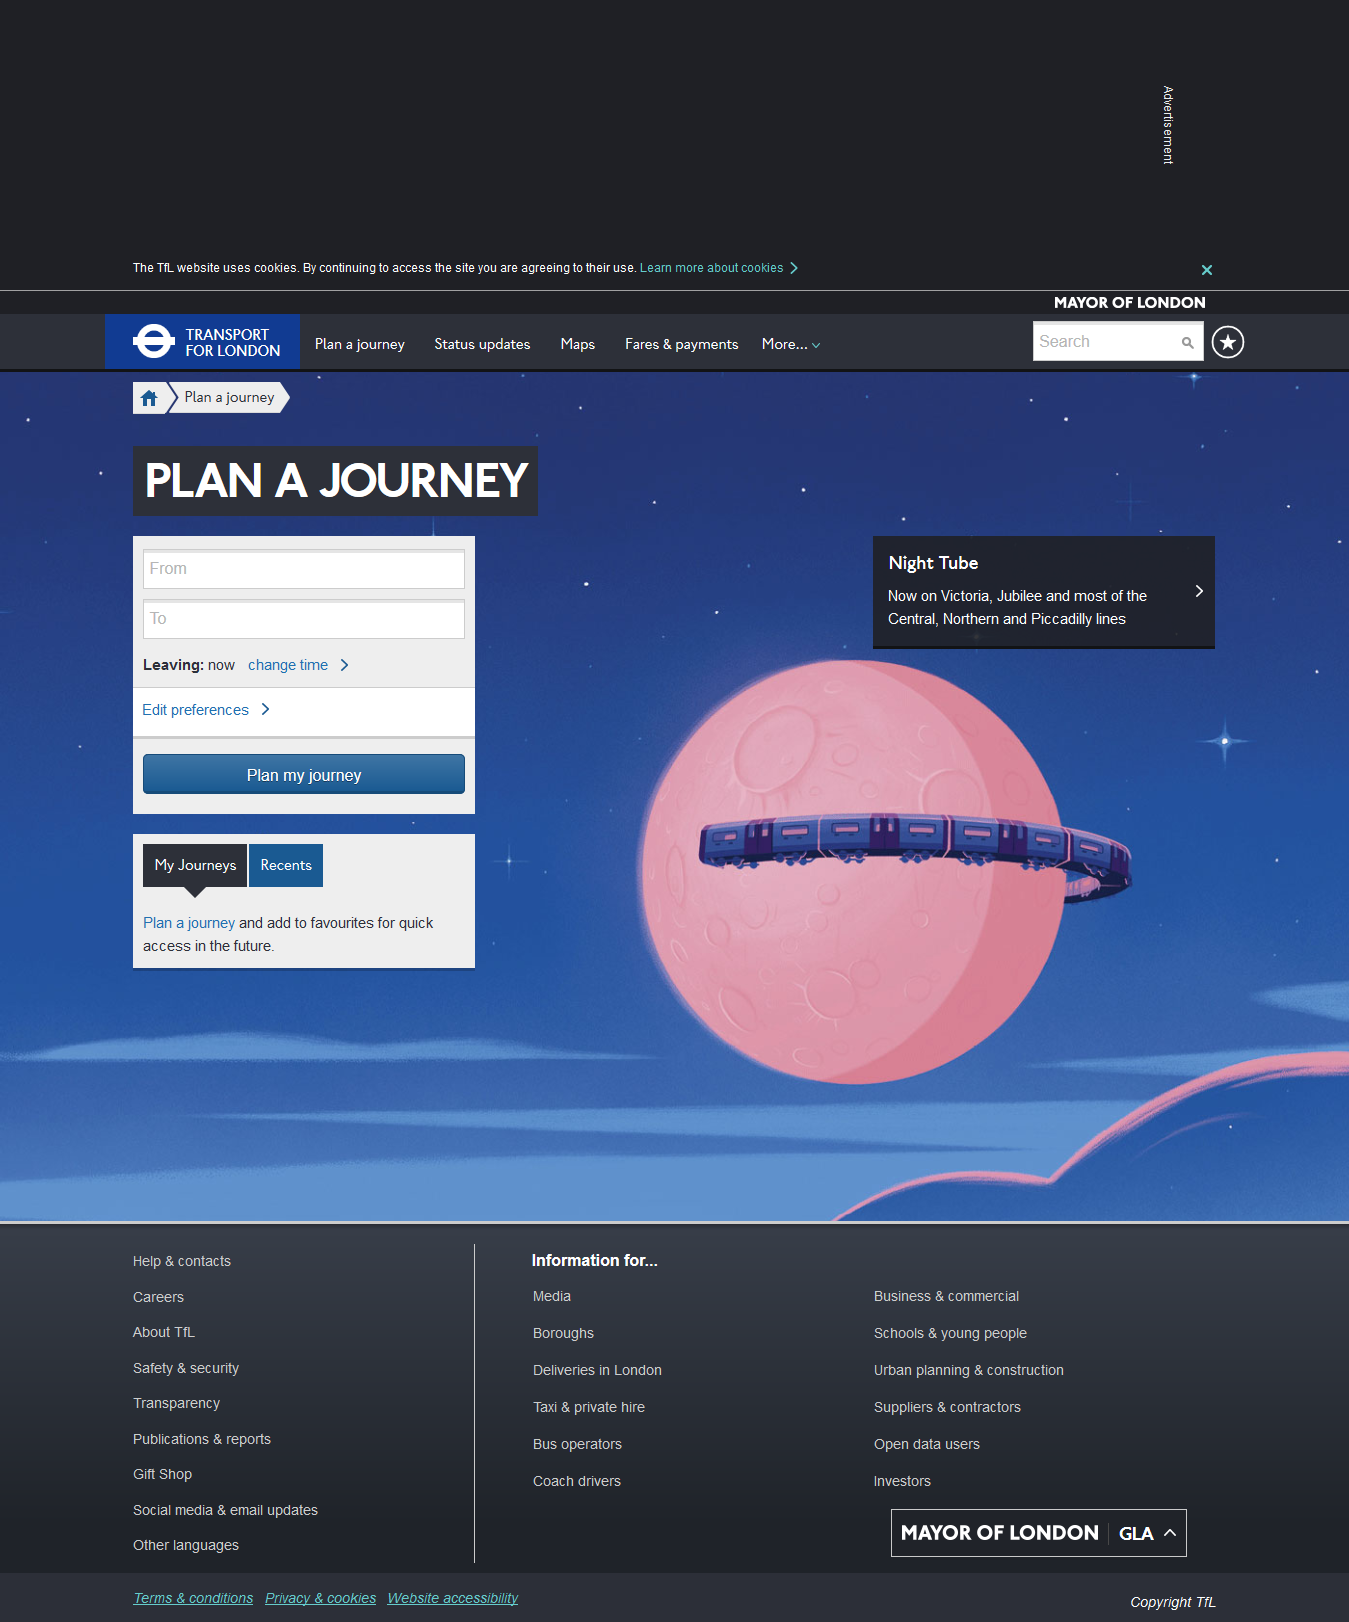 Advertisement
The TfL website uses cookies. By continuing to access the site you are agreeing to their use. Learn more about cookies
MAYOR OF LONDON
TRANSPORT
FOR LONDON
Plan a journey
Status updates
Maps
Fares & payments
More...
Search
Plan a journey
PLAN A JOURNEY
From
To
Leaving: now change time
Edit preferences
Plan my journey
Night Tube
Now on Victoria, Jubilee and most of the
Central, Northern and Piccadilly lines
My Journeys
Recents
Plan a journey and add to favourites for quick
access in the future.
Help & contacts
Careers
About TfL
Safety & security
Transparency
Publications & reports
Gift Shop
Social media & email updates
Other languages
Information for...
Media
Boroughs
Deliveries in London
Taxi & private hire
Bus operators
Coach drivers
Business & commercial
Schools & young people
Urban planning & construction
Suppliers & contractors
Open data users
Investors
MAYOR OF LONDON GLA
Terms & conditions Privacy & cookies Website accessibility
Copyright TfL